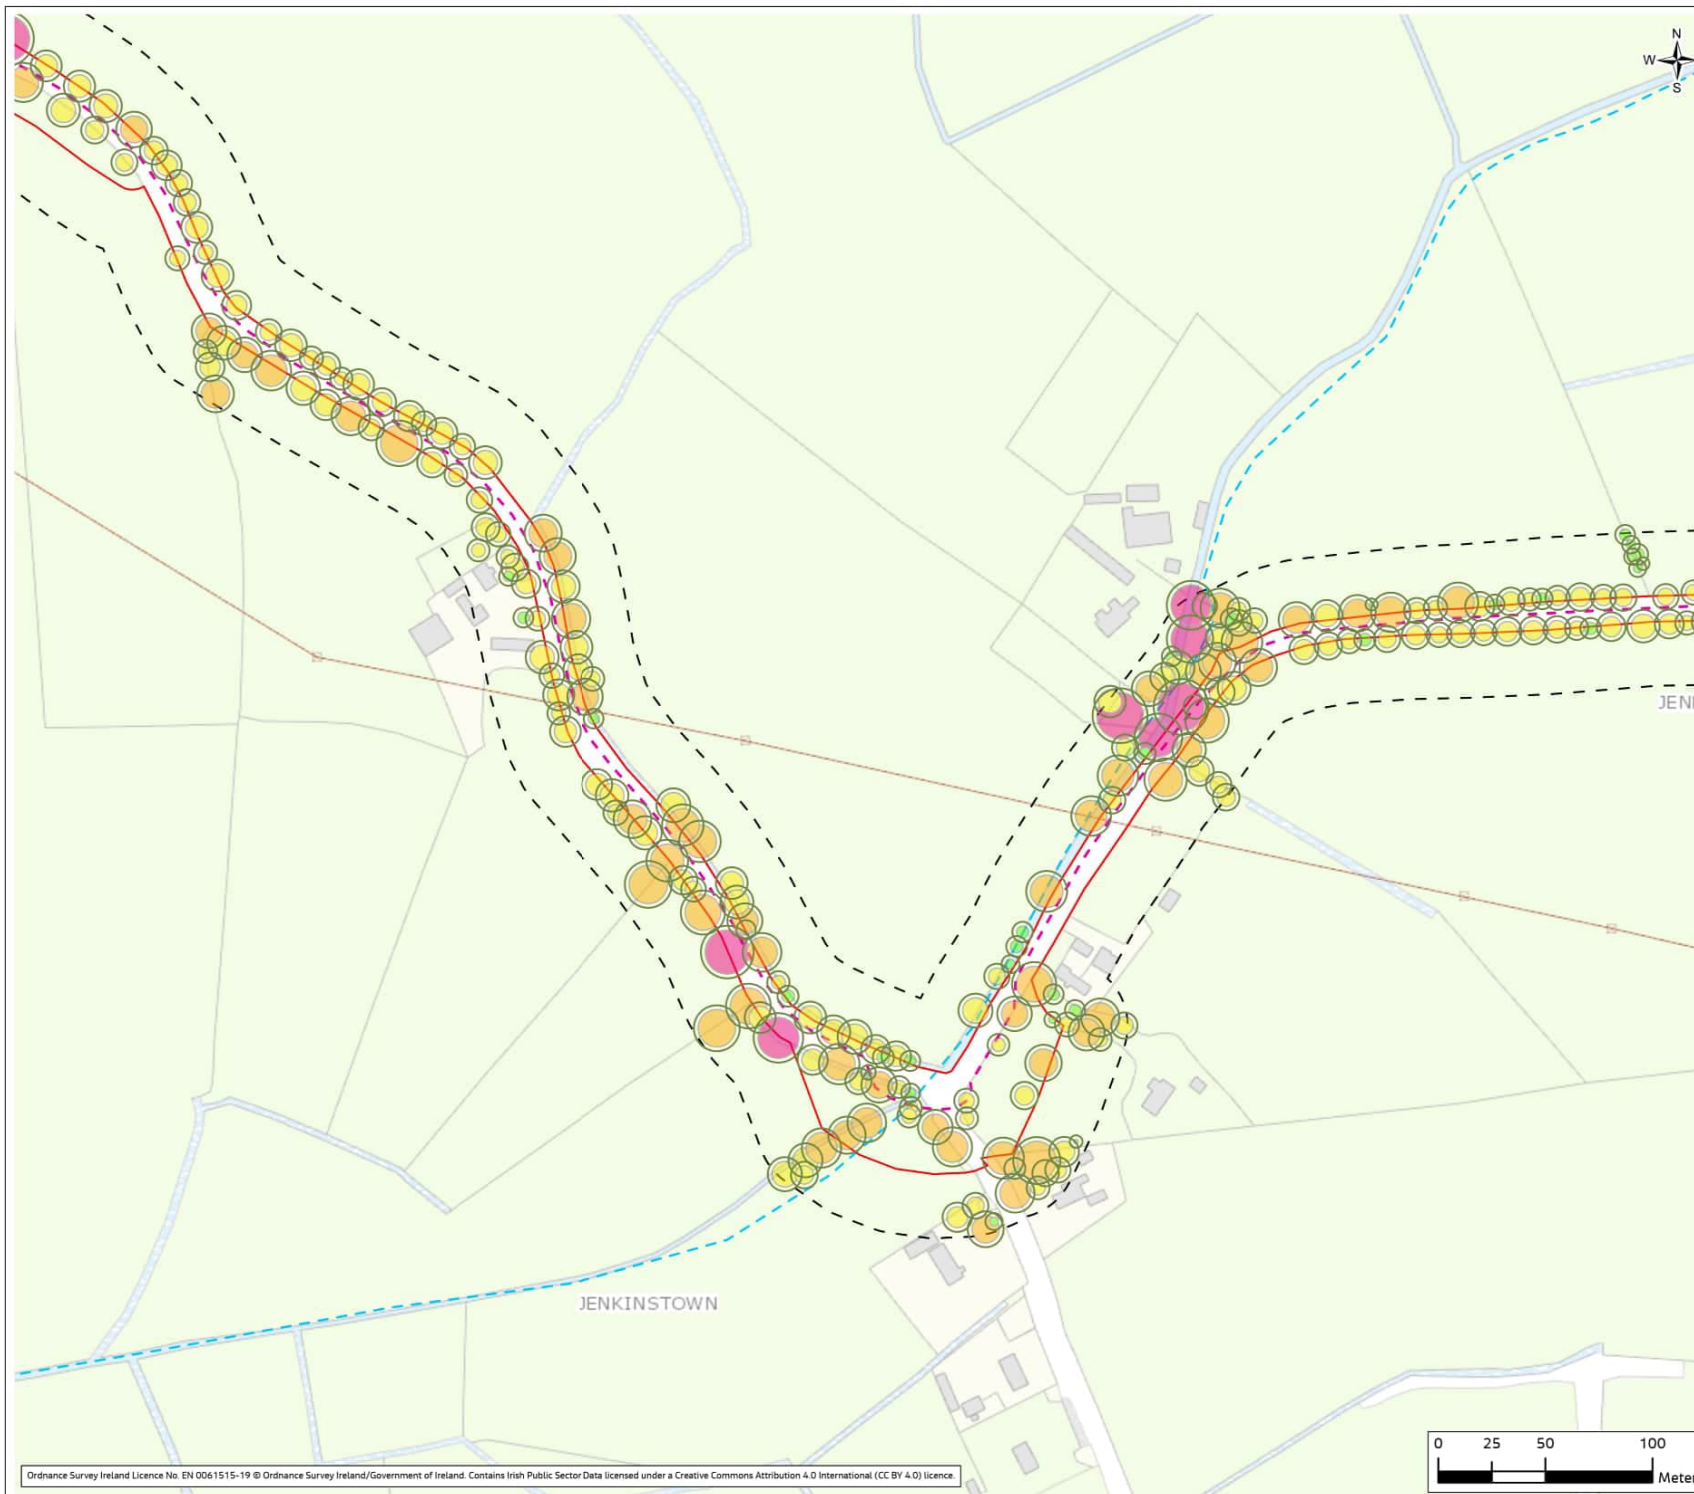 N
W
S
JEN
JENKINSTOWN
0 25 50 100
Meter
Ordnance Survey Ireland Licence No. EN 0061515-19 © Ordnance Survey Ireland/Government of Ireland. Contains Irish Public Sector Data licensed under a Creative Commons Attribution 4.0 International (CC BY 4.0) licence.